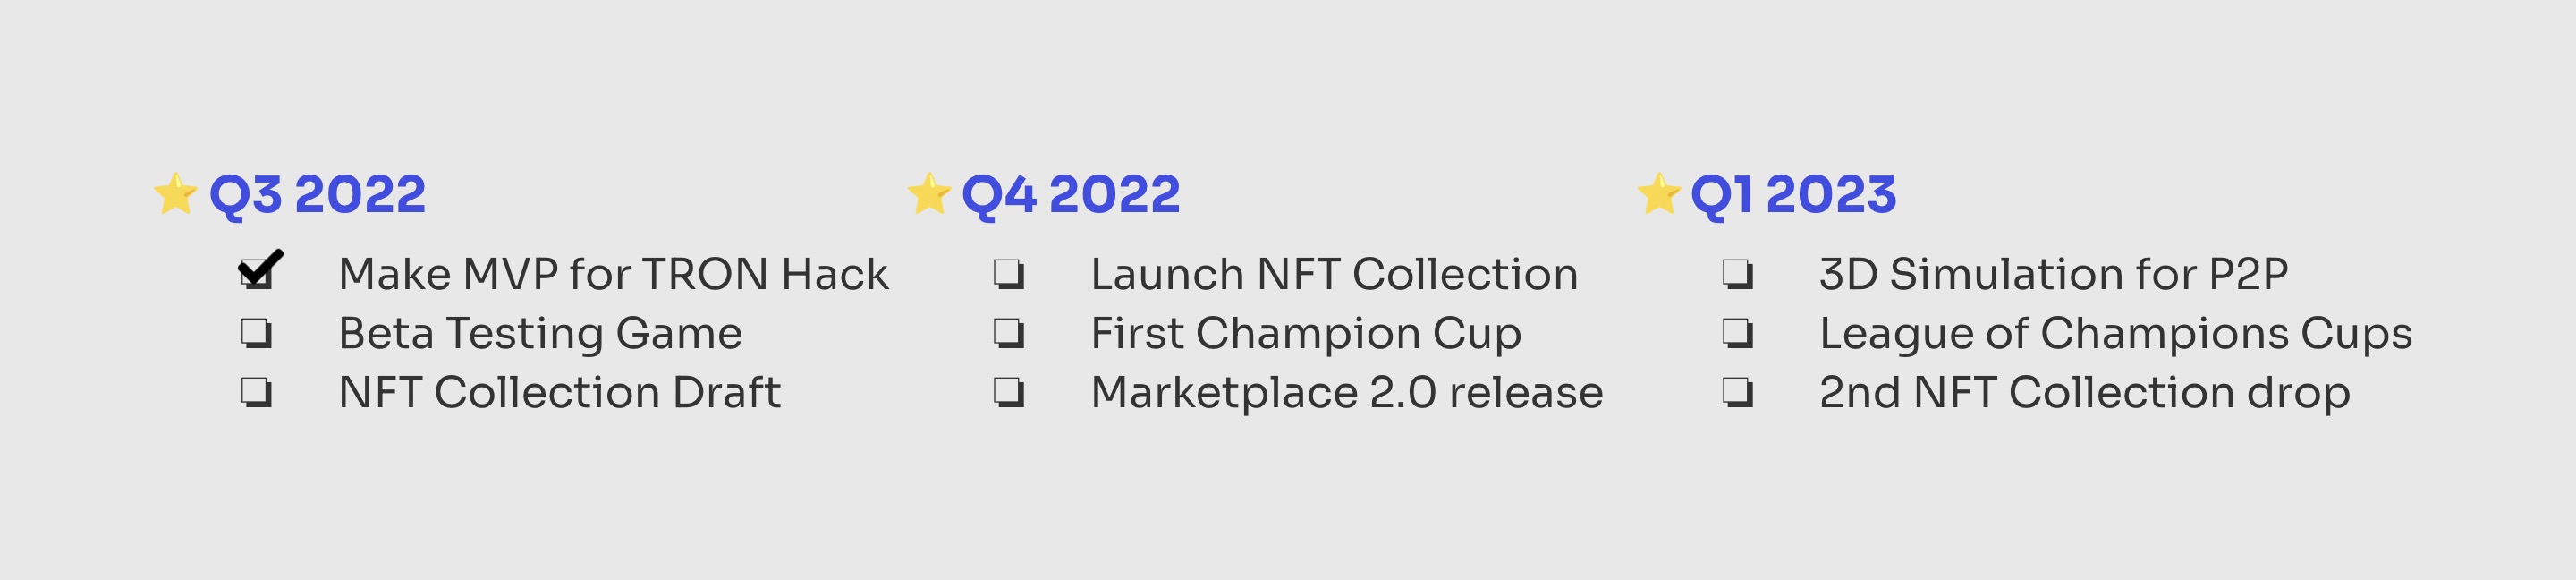 ⭐ Q3 2022
✔ Make MVP for TRON Hack
❏ Beta Testing Game
❏ NFT Collection Draft
⭐ Q4 2022
❏ Launch NFT Collection
❏ First Champion Cup
❏ Marketplace 2.0 release
⭐ Q1 2023
❏ 3D Simulation for P2P
❏ League of Champions Cups
❏ 2nd NFT Collection drop